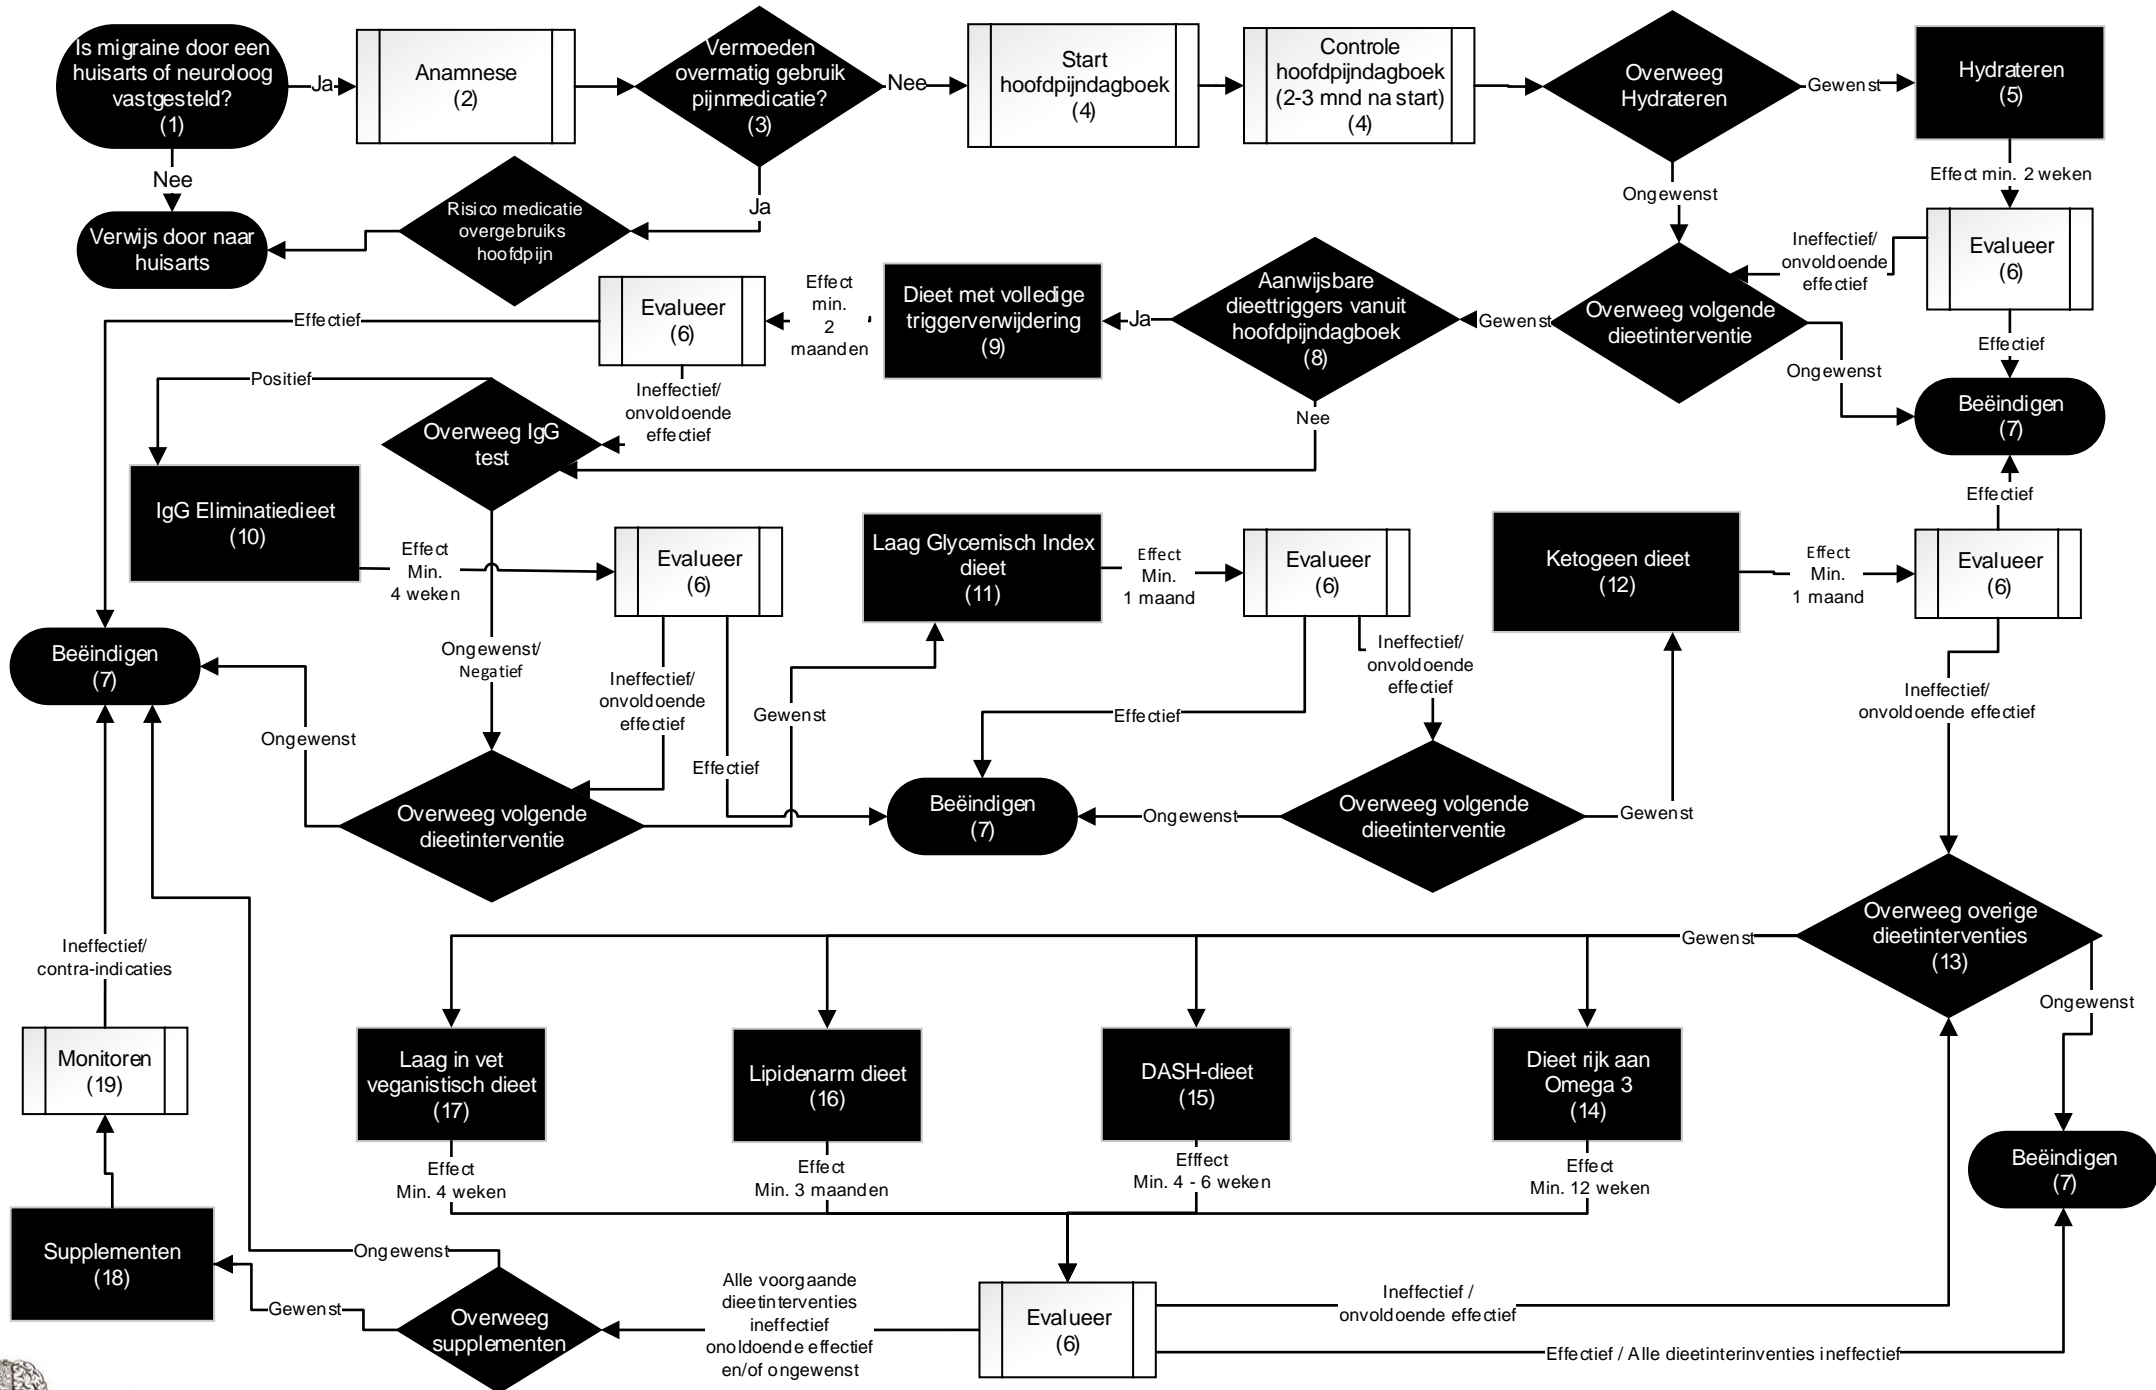 Is migraine door een
huisarts of neuroloog
vastgesteld?
(1)
Ja
Anamnese
(2)
Vermoeden
overmatig gebruik
pijnmedicatie?
(3)
Nee
Start
hoofdpijndagboek
(4)
Controle
hoofdpijndagboek
(2-3 mnd na start)
(4)
Overweeg
Hydrateren
Gewenst
Hydrateren
(5)
Nee
Verwijs door naar
huisarts
Risico medicatie
overgebruiks
hoofdpijn
Ja
Ongewenst
Effect min. 2 weken
Evalueer
(6)
Ineffectief/
onvoldoende
effectief
Effectief
Evalueer
(6)
Effect
min.
2
maanden
Dieet met volledige
triggerverwijdering
(9)
Ja
Aanwijsbare
dieettriggers vanuit
hoofdpijndagboek
(8)
Gewenst
Overweeg volgende
dieetinterventie
Ongewenst
Effectief
Beëindigen
(7)
Positief
Ineffectief/
onvoldoende
effectief
Nee
Overweeg IgG
test
IgG Eliminatiedieet
(10)
Effect
Min.
4 weken
Evalueer
(6)
Laag Glycemisch Index
dieet
(11)
Effect
Min.
1 maand
Evalueer
(6)
Ketogeen dieet
(12)
Effect
Min.
1 maand
Effectief
Evalueer
(6)
Beëindigen
(7)
Ongewenst/
Negatief
Ineffectief/
onvoldoende
effectief
Gewenst
Effectief
Ineffectief/
onvoldoende
effectief
Ineffectief/
onvoldoende effectief
Ongewenst
Effectief
Overweeg volgende
dieetinterventie
Beëindigen
(7)
Ongewenst
Overweeg volgende
dieetinterventie
Gewenst
Overweeg overige
dieetinterventies
(13)
Gewenst
Ongewenst
Ineffectief/
contra-indicaties
Monitoren
(19)
Laag in vet
veganistisch dieet
(17)
Lipidenarm dieet
(16)
DASH-dieet
(15)
Dieet rijk aan
Omega 3
(14)
Beëindigen
(7)
Effect
Min. 4 weken
Effect
Min. 3 maanden
Efffect
Min. 4 - 6 weken
Effect
Min. 12 weken
Supplementen
(18)
Ongewenst
Gewenst
Overweeg
supplementen
Alle voorgaande
dieetinterventies
ineffectief
onoldoende effectief
en/of ongewenst
Evalueer
(6)
Ineffectief /
onvoldoende effectief
Effectief / Alle dieetinterinventies ineffectief